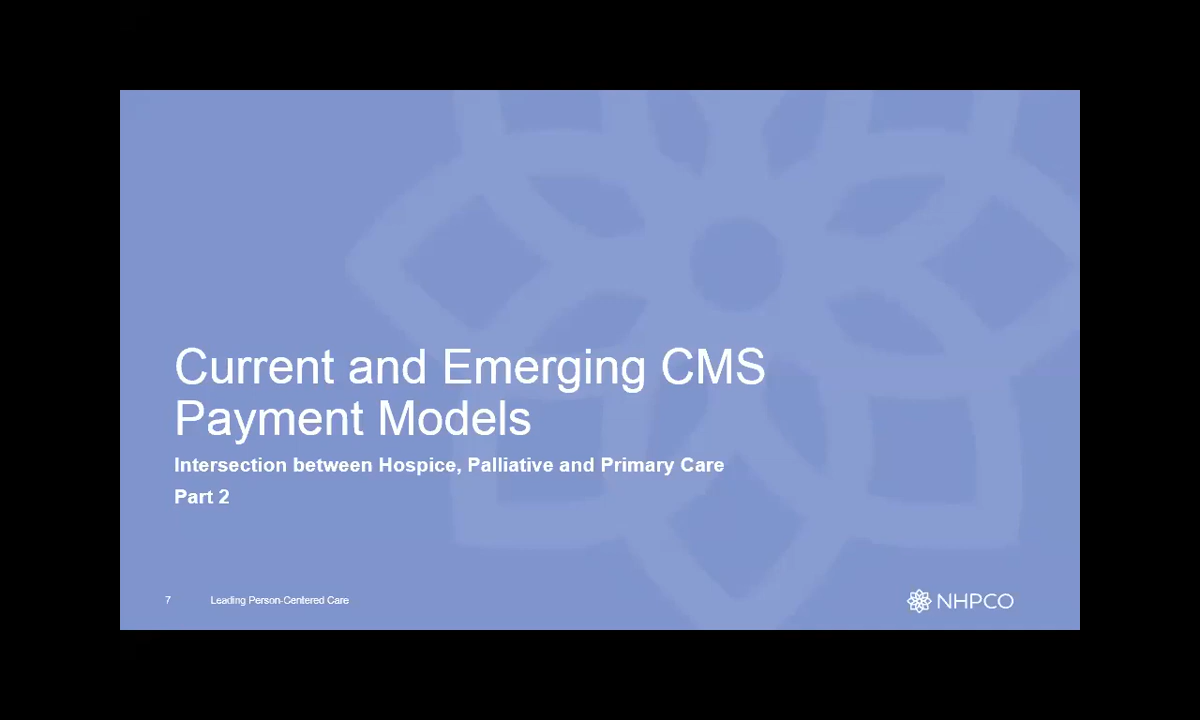 Current and Emerging CMS
Payment Models
Intersection between Hospice, Palliative and Primary Care
Part 2
7
Leading Person-Centered Care
NHPCO